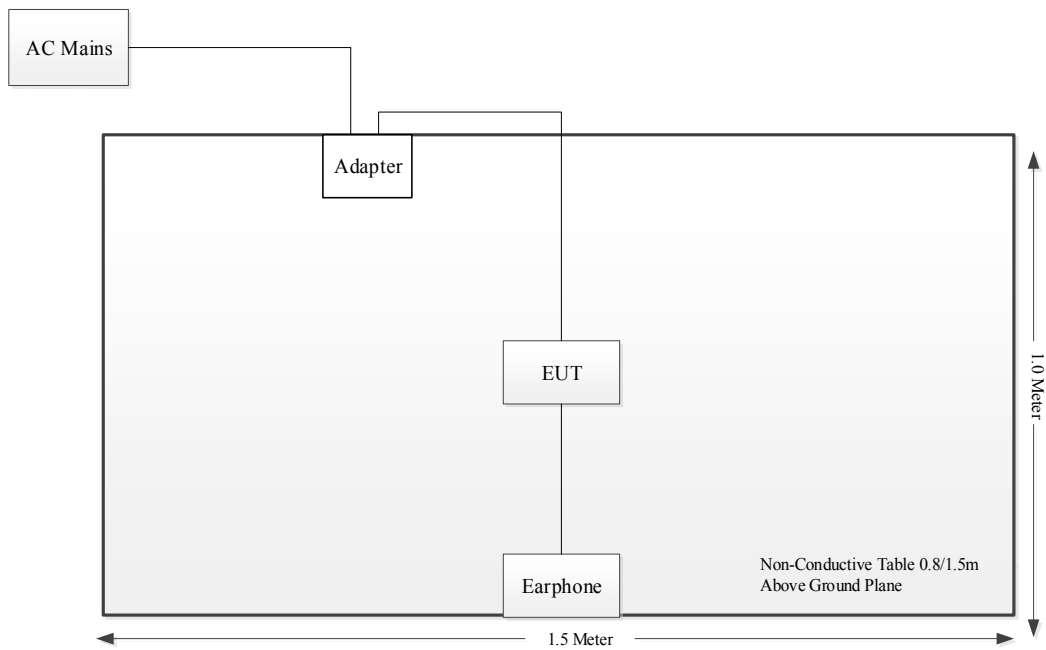 AC Mains
Adapter
EUT
1.0 Meter
Earphone
Non-Conductive Table 0.8/1.5m
Above Ground Plane
1.5 Meter